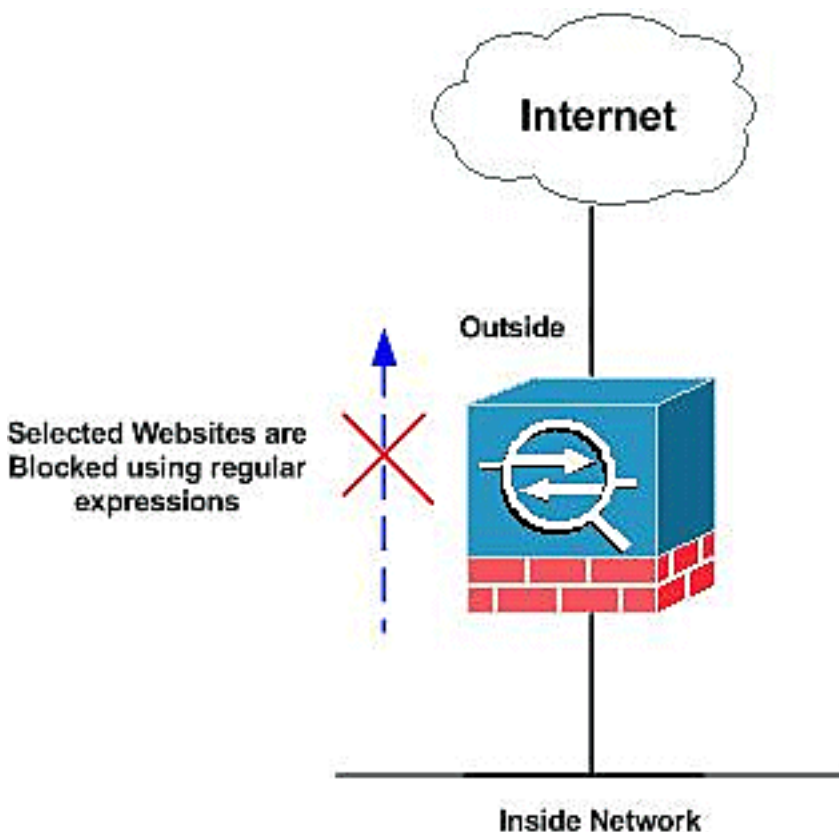 Internet
Outside
Selected Websites are
Blocked using regular
expressions
Inside Network